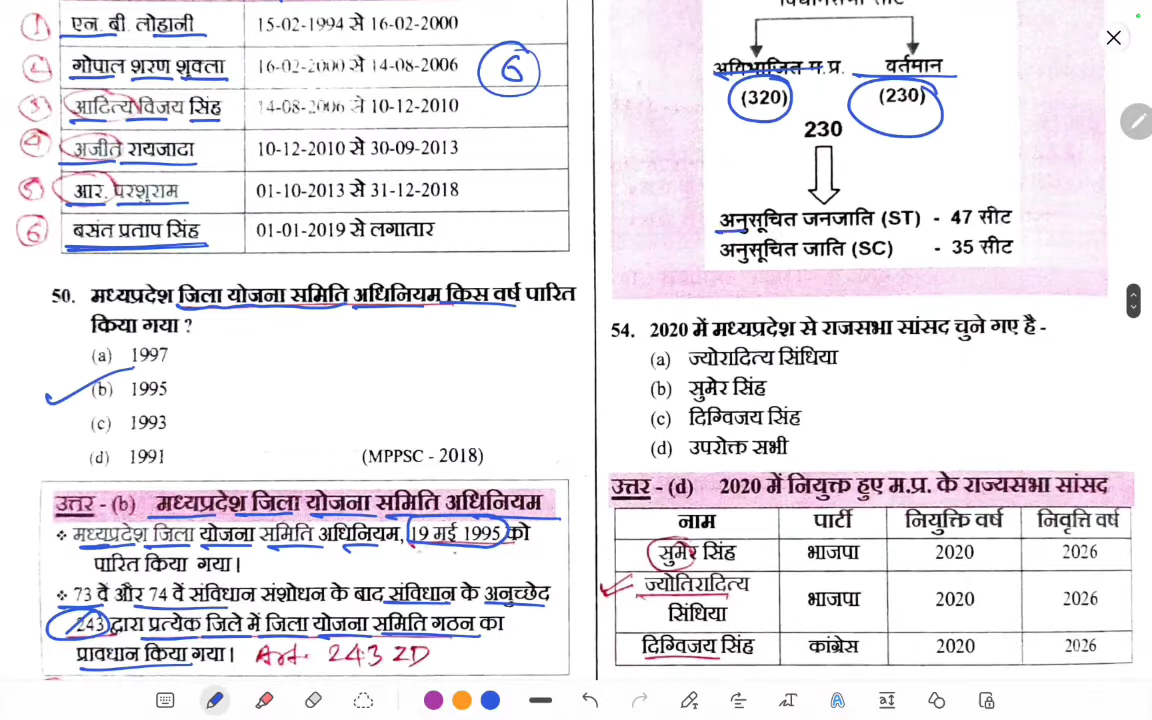 1 एन. बी. लोहानी 15-02-1994 से 16-02-2000
गोपाल शरण शुक्ला 16-02-2000 से 14-08-2006 6
3 आदित्य विजय सिंह 14-08-2006 से 10-12-2010
अजीत रायजादा 10-12-2010 से 30-09-2013
5 आर. परशुराम 01-10-2013 से 31-12-2018
6 बसंत प्रताप सिंह 01-01-2019 से लगातार
50. मध्यप्रदेश जिला योजना समिति अधिनियम किस वर्ष पारित
किया गया ?
(a) 1997
(b) 1995
(c) 1993
(d) 1991 (MPPSC - 2018)
उत्तर - (b) मध्यप्रदेश जिला योजना समिति अधिनियम
❖ मध्यप्रदेश जिला योजना समिति अधिनियम, 19 मई 1995 को
पारित किया गया।
❖ 73 वें और 74 वें संविधान संशोधन के बाद संविधान के अनुच्छेद
243 द्वारा प्रत्येक जिले में जिला योजना समिति गठन का
प्रावधान किया गया। Art. 243 ZD
अविभाजित म.प्र. वर्तमान
(320) (230)
230
अनुसूचित जनजाति (ST) - 47 सीट
अनुसूचित जाति (SC) - 35 सीट
54. 2020 में मध्यप्रदेश से राजसभा सांसद चुने गए है -
(a) ज्योरादित्य सिंधिया
(b) सुमेर सिंह
(c) दिग्विजय सिंह
(d) उपरोक्त सभी
उत्तर - (d) 2020 में नियुक्त हुए म.प्र. के राज्यसभा सांसद
नाम पार्टी नियुक्ति वर्ष निवृत्ति वर्ष
सुमेर सिंह भाजपा 2020 2026
ज्योतिरादित्य
सिंधिया भाजपा 2020 2026
दिग्विजय सिंह कांग्रेस 2020 2026